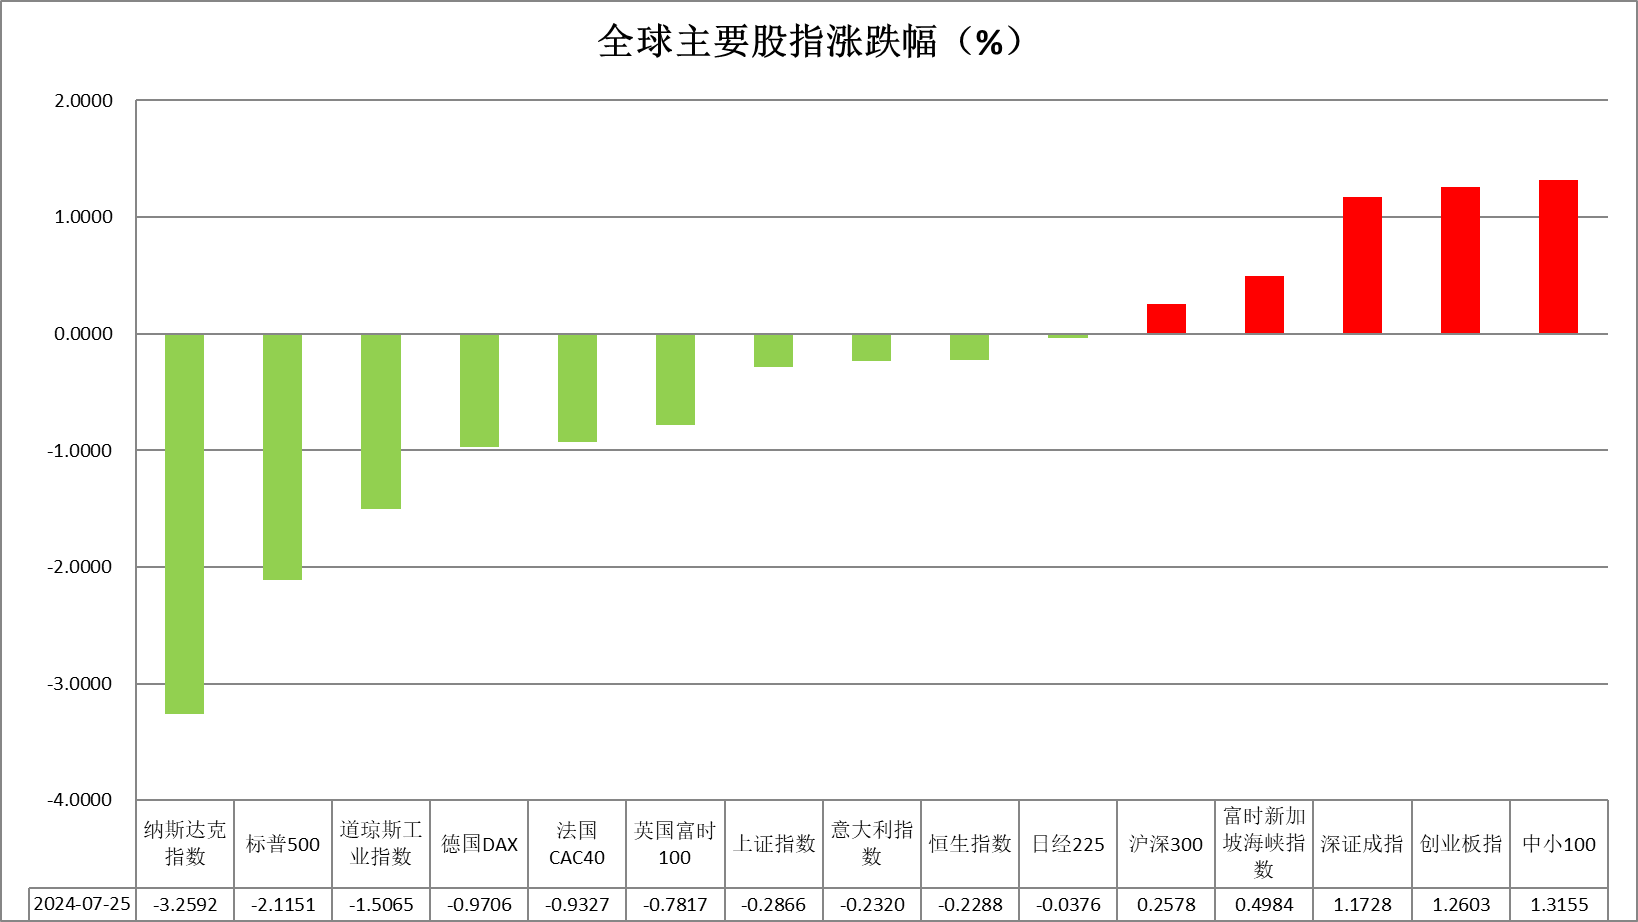 全球主要股指涨跌幅（%）
2.0000
1.0000
0.0000
-1.0000
-2.0000
-3.0000
-4.0000
纳斯达克
指数
标普500
道琼斯工
业指数
德国DAX
法国
CAC40
英国富时
100
上证指数
意大利指
数
恒生指数
日经225
沪深300
富时新加
坡海峡指
数
深证成指
创业板指
中小100
2024-07-25 -3.2592 -2.1151 -1.5065 -0.9706 -0.9327 -0.7817 -0.2866 -0.2320 -0.2288 -0.0376 0.2578 0.4984 1.1728 1.2603 1.3155